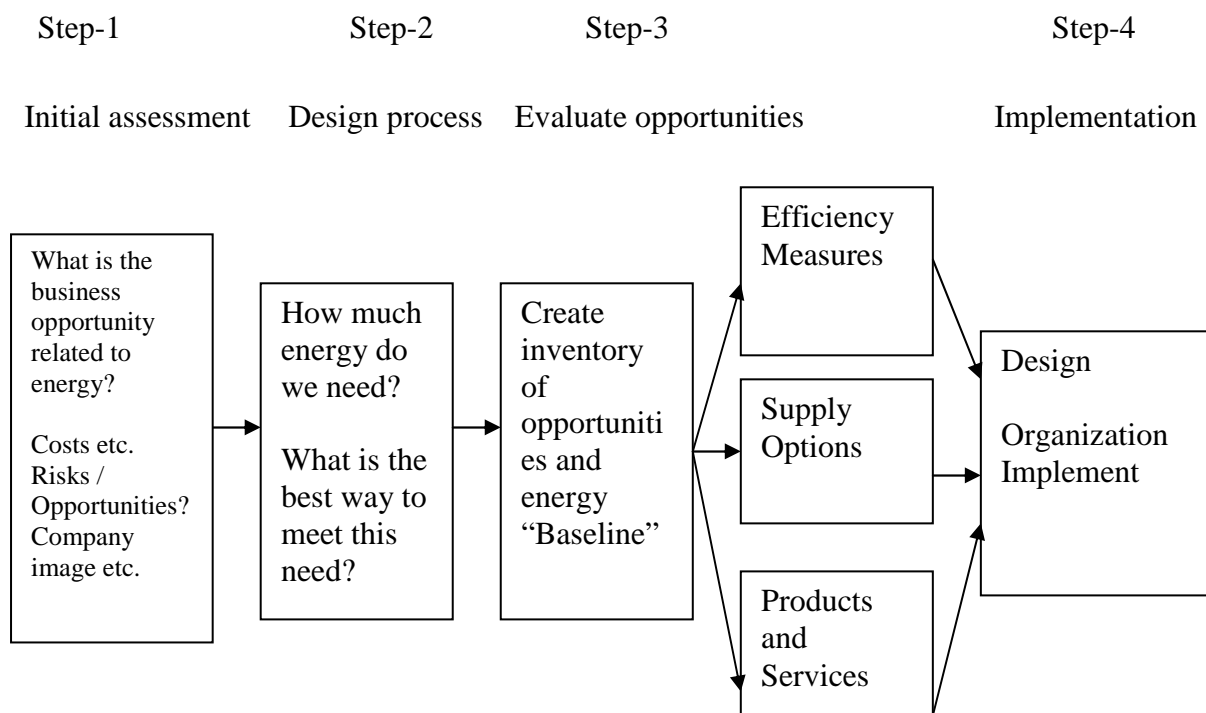 Step-1
Step-2
Step-3
Step-4
Initial assessment
Design process
Evaluate opportunities
Implementation
What is the
business
opportunity
related to
energy?
Costs etc.
Risks /
Opportunities?
Company
image etc.
How much
energy do
we need?
What is the
best way to
meet this
need?
Create
inventory
of
opportuniti
es and
energy
“Baseline”
Efficiency
Measures
Supply
Options
Products
and
Services
Design
Organization
Implement